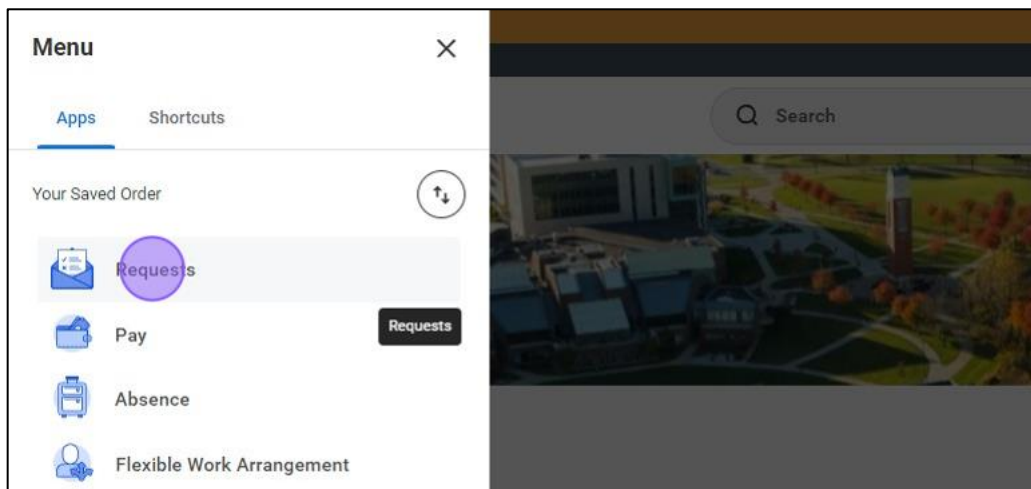 Menu
Apps
Shortcuts
Search
Your Saved Order
Requests
Pay
Requests
Absence
Flexible Work Arrangement